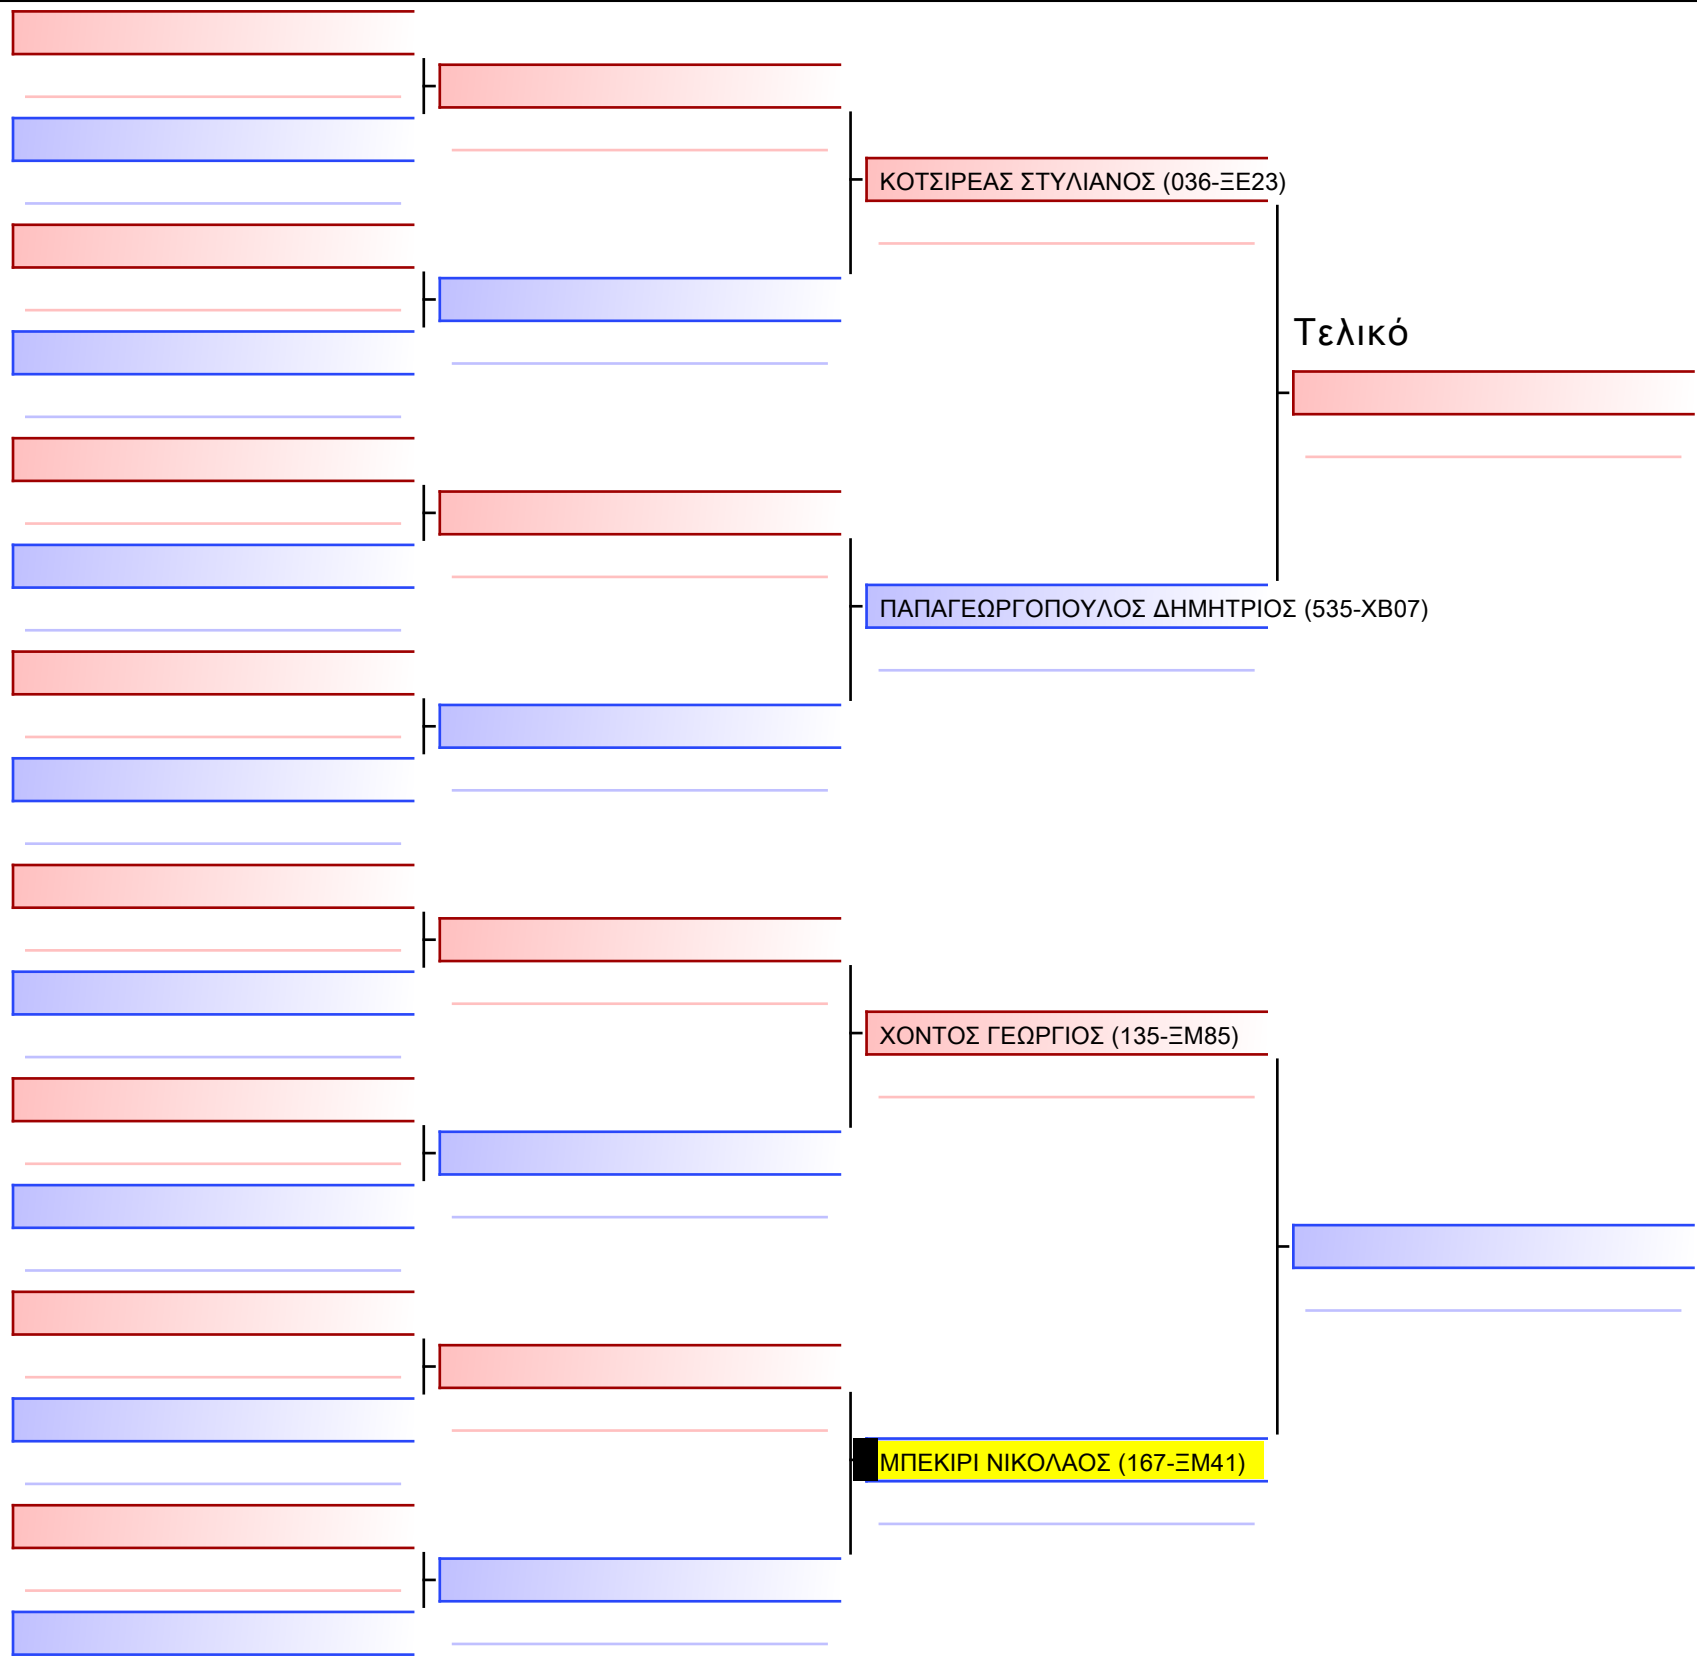 ΚΟΤΣΙΡΕΑΣ ΣΤΥΛΙΑΝΟΣ (036-ΞΕ23)
Τελικό
ΠΑΠΑΓΕΩΡΓΟΠΟΥΛΟΣ ΔΗΜΗΤΡΙΟΣ (535-ΧΒ07)
ΧΟΝΤΟΣ ΓΕΩΡΓΙΟΣ (135-ΞΜ85)
ΜΠΕΚΙΡΙ ΝΙΚΟΛΑΟΣ (167-ΞΜ41)